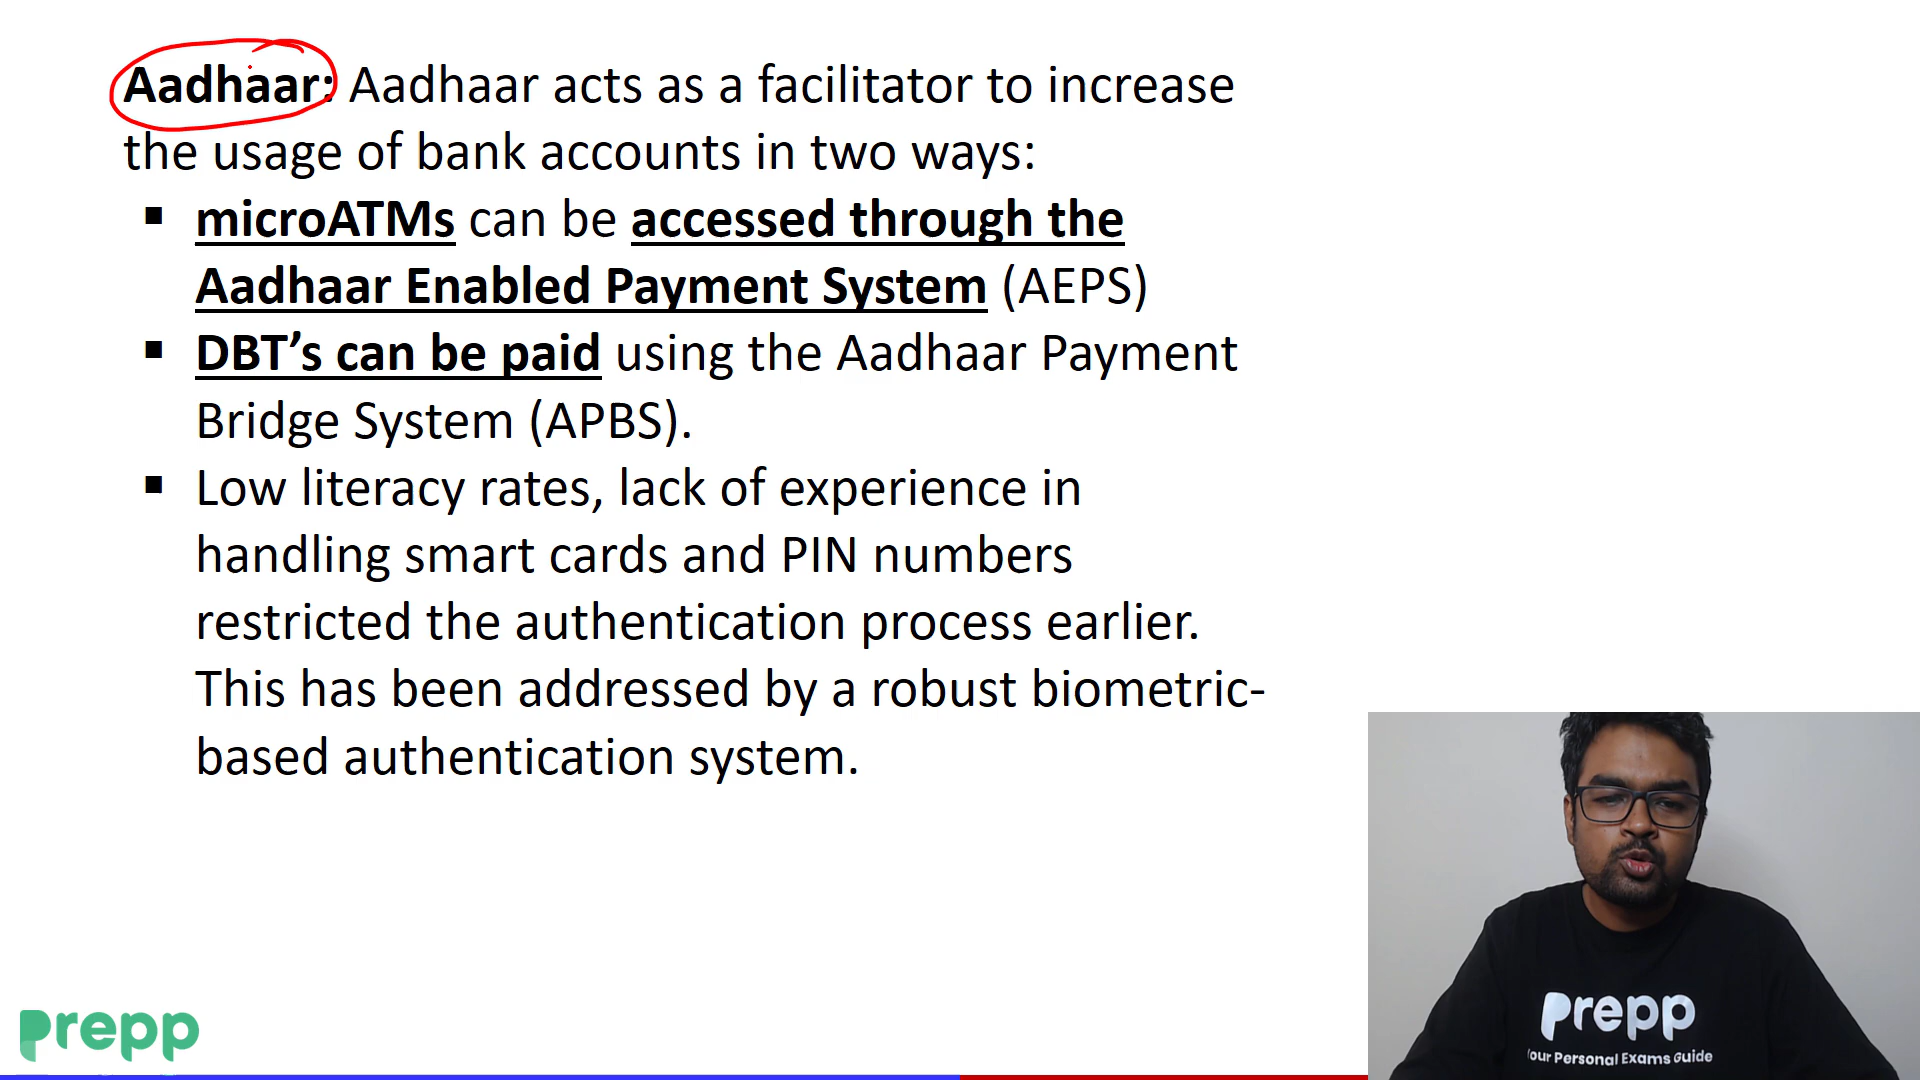 Aadhaar: Aadhaar acts as a facilitator to increase
the usage of bank accounts in two ways:
▪ microATMs can be accessed through the
Aadhaar Enabled Payment System (AEPS)
▪ DBT’s can be paid using the Aadhaar Payment
Bridge System (APBS).
▪ Low literacy rates, lack of experience in
handling smart cards and PIN numbers
restricted the authentication process earlier.
This has been addressed by a robust biometric-
based authentication system.
Prepp
Prepp
Your Personal Exams Guide